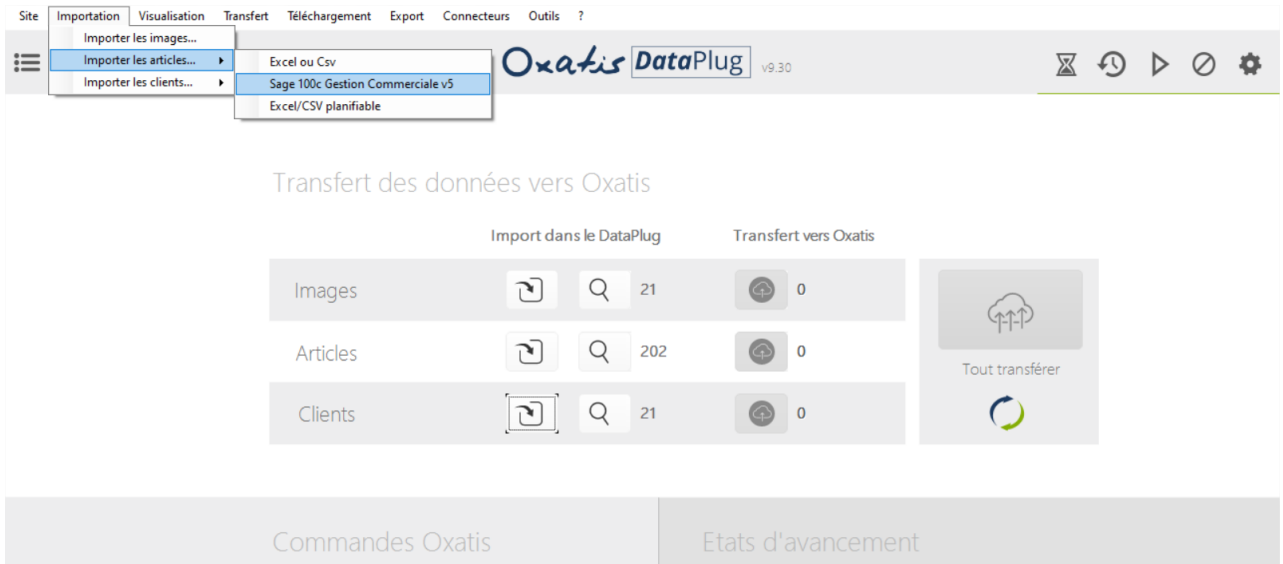 Site Importation Visualisation Transfert Téléchargement Export Connecteurs Outils ?
Importer les images...
Importer les articles...
Importer les clients...
Excel ou Csv
Sage 100c Gestion Commerciale v5
Excel/CSV planifiable
Oxatis DataPlug v9.30
Transfert des données vers Oxatis
Import dans le DataPlug Transfert vers Oxatis
Images 21 0
Articles 202 0
Tout transférer
Clients 21 0
Commandes Oxatis Etats d'avancement